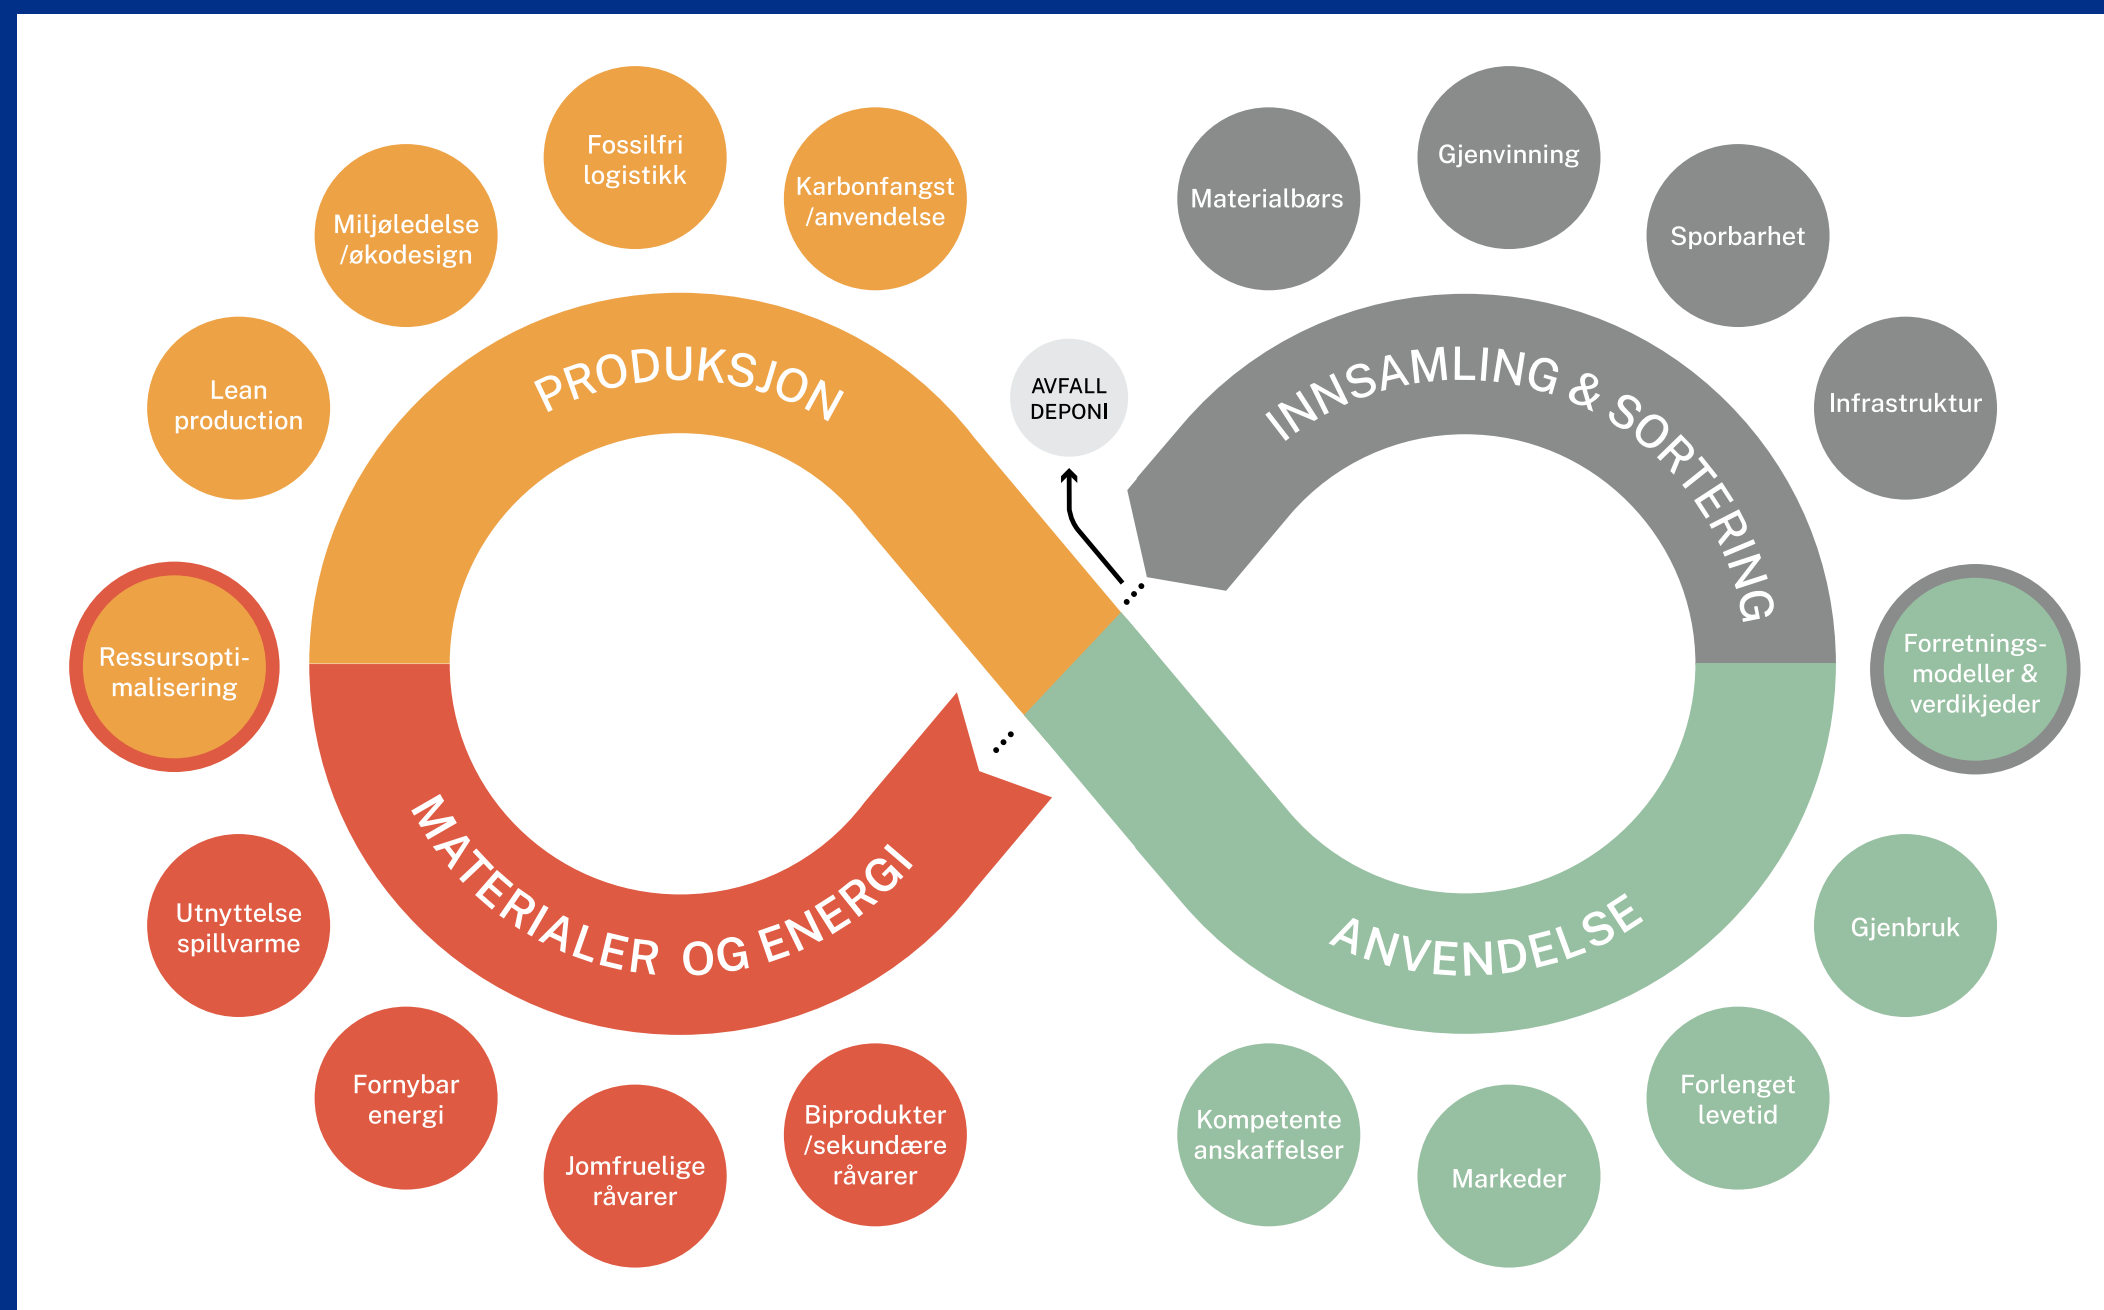 Fossilfri
logistikk
Karbonfangst
/anvendelse
Miljøledelse
/økodesign
Lean
production
Ressursopti-
malisering
PRODUKSJON
AVFALL
DEPONI
Materialbørs
Gjenvinning
Sporbarhet
Infrastruktur
INNSAMLING & SORTERING
Forretnings-
modeller &
verdikjeder
MATERIALER OG ENERGI
Utnyttelse
spillvarme
Fornybar
energi
Jomfruelige
råvarer
Biprodukter
/sekundære
råvarer
ANVENDELSE
Gjenbruk
Forlenget
levetid
Markeder
Kompetente
anskaffelser